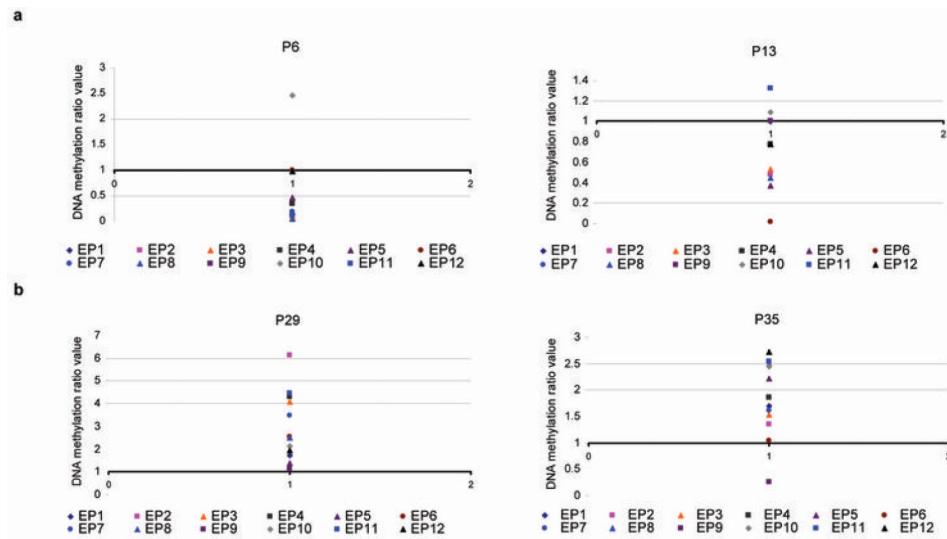 a
P6
DNA methylation ratio value
3
2.5
2
1.5
1
0.5
0
0 1 2
EP1 EP2 EP3 EP4 EP5 EP6
EP7 EP8 EP9 EP10 EP11 EP12
P13
DNA methylation ratio value
1.4
1.2
1
0.8
0.6
0.4
0.2
0
0 1 2
EP1 EP2 EP3 EP4 EP5 EP6
EP7 EP8 EP9 EP10 EP11 EP12
b
P29
DNA methylation ratio value
7
6
5
4
3
2
1
0
0 1 2
EP1 EP2 EP3 EP4 EP5 EP6
EP7 EP8 EP9 EP10 EP11 EP12
P35
DNA methylation ratio value
3
2.5
2
1.5
1
0.5
0
0 1 2
EP1 EP2 EP3 EP4 EP5 EP6
EP7 EP8 EP9 EP10 EP11 EP12